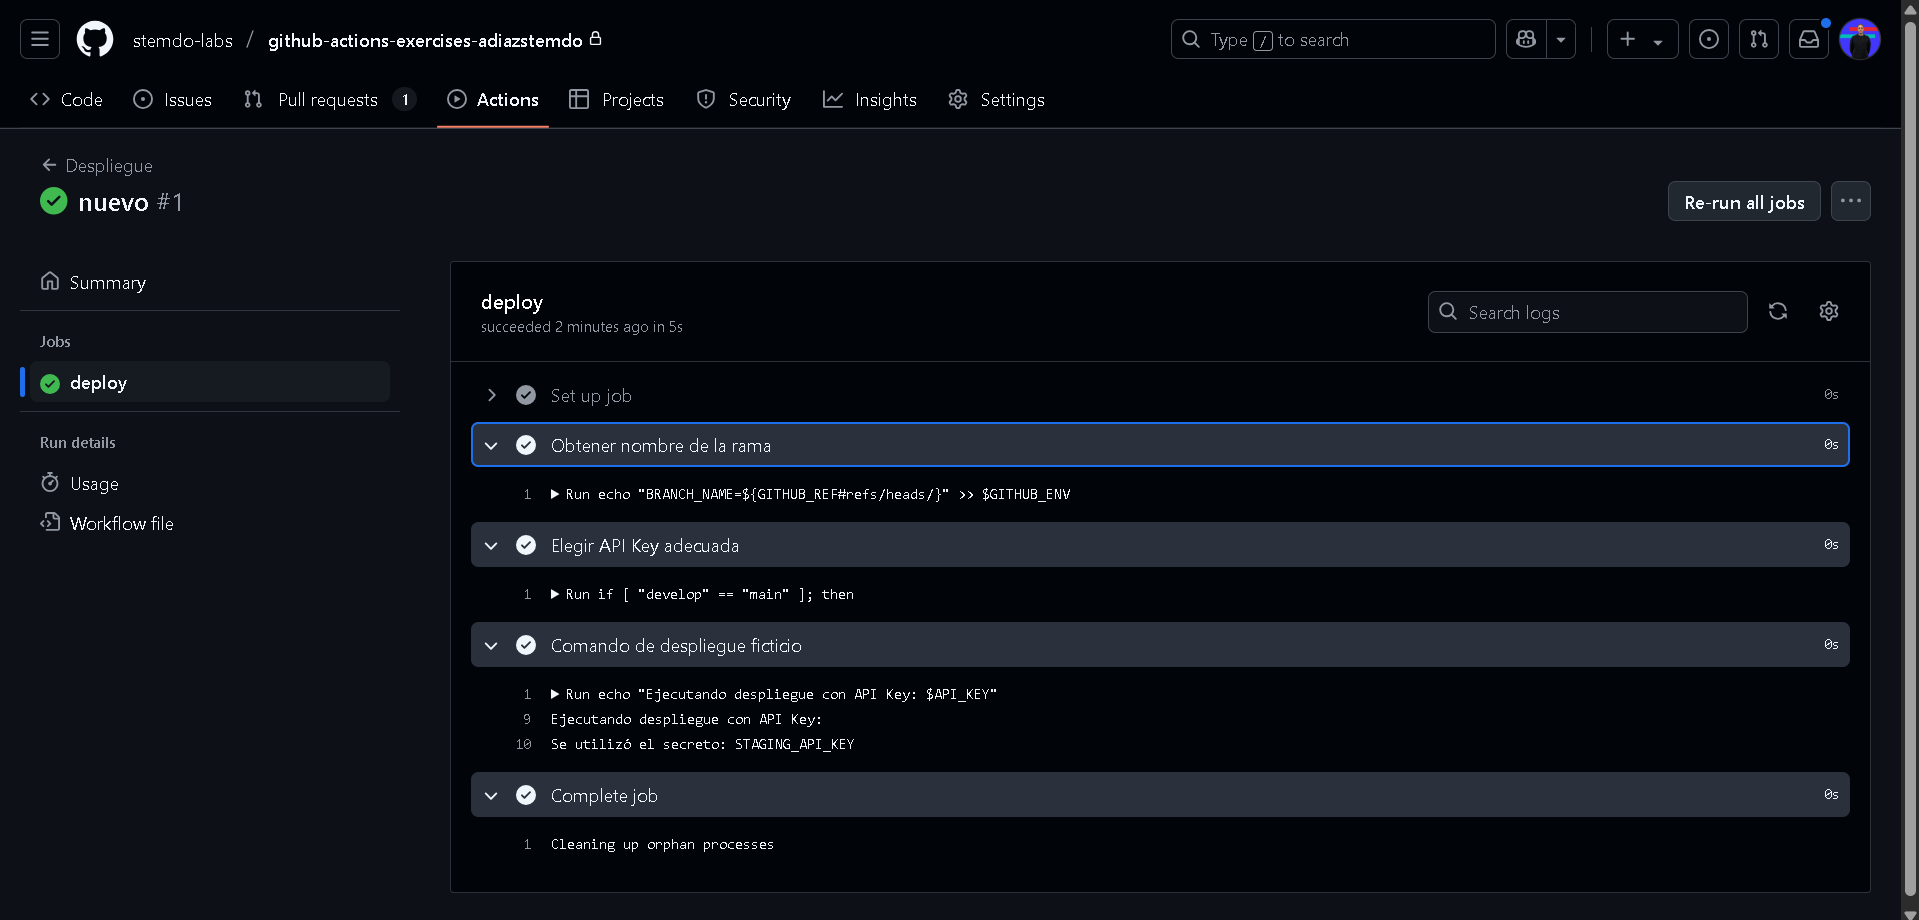 stemdo-labs / github-actions-exercises-adiazstemdo
Type / to search
Code
Issues
Pull requests 1
Actions
Projects
Security
Insights
Settings
Despliegue
nuevo #1
Re-run all jobs
Summary
Jobs
deploy
Run details
Usage
Workflow file
deploy
succeeded 2 minutes ago in 5s
Search logs
Set up job 0s
Obtener nombre de la rama 0s
1 Run echo "BRANCH_NAME=${GITHUB_REF#refs/heads/}" >> $GITHUB_ENV
Elegir API Key adecuada 0s
1 Run if [ "develop" == "main" ]; then
Comando de despliegue ficticio 0s
1 Run echo "Ejecutando despliegue con API Key: $API_KEY"
9 Ejecutando despliegue con API Key:
10 Se utilizó el secreto: STAGING_API_KEY
Complete job 0s
1 Cleaning up orphan processes